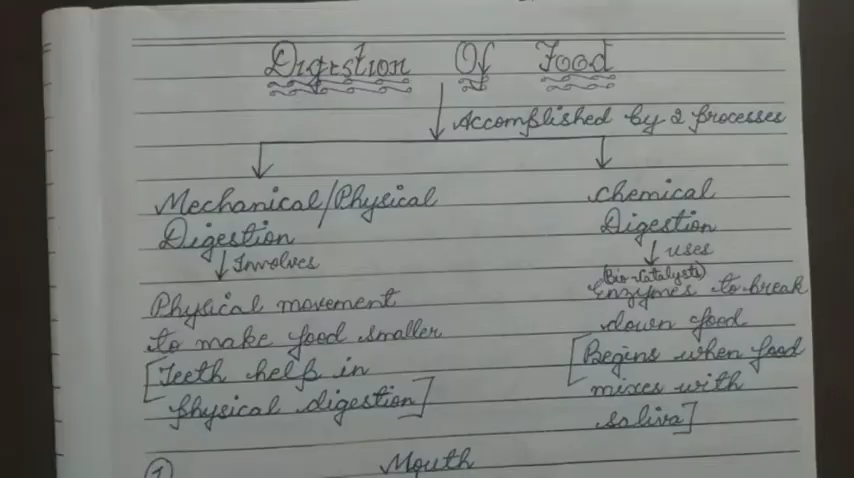 Digestion Of Food
Accomplished by 2 processes
Mechanical/Physical
Digestion
Involves
Physical movement
to make food smaller
[Teeth help in
physical digestion]
Chemical
Digestion
uses
(Bio-Catalysts)
enzymes to break
down food
[Begins when food
mixes with
saliva]
1 Mouth